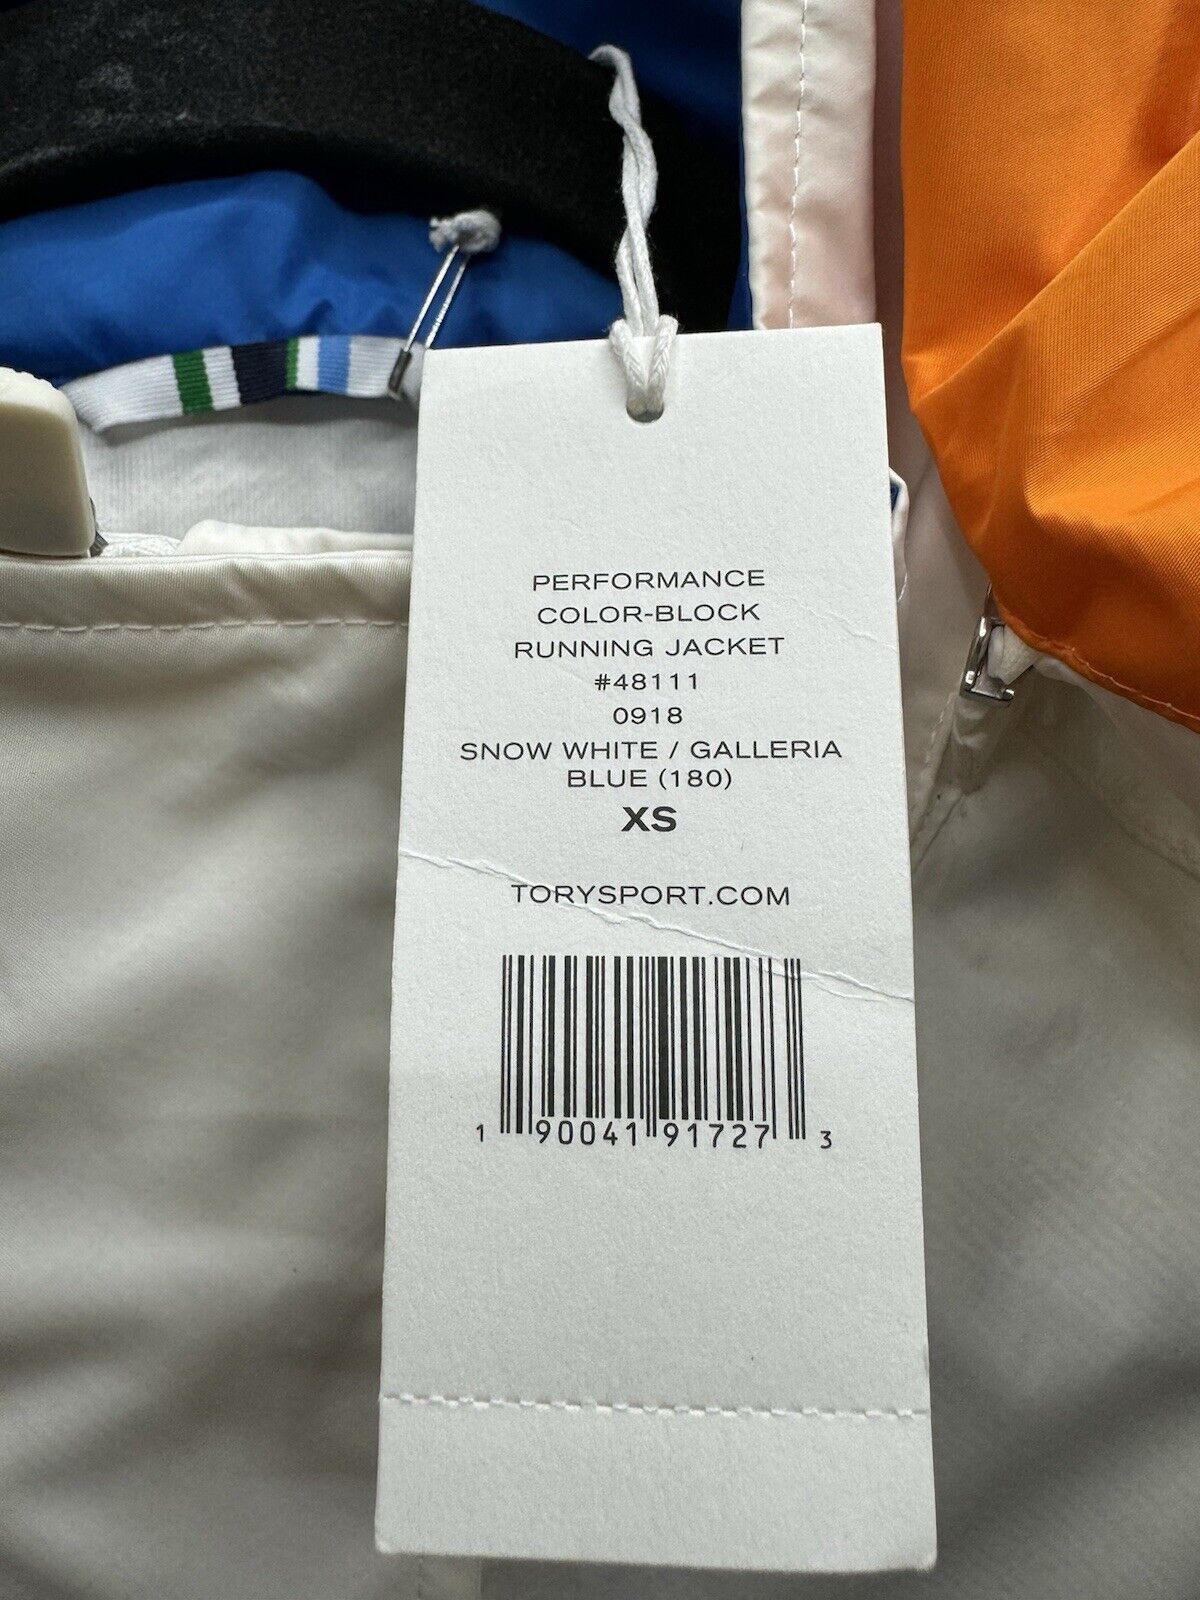 PERFORMANCE
COLOR-BLOCK
RUNNING JACKET
#48111
0918
SNOW WHITE / GALLERIA
BLUE (180)
XS
TORYSPORT.COM
1 90041 91727 3